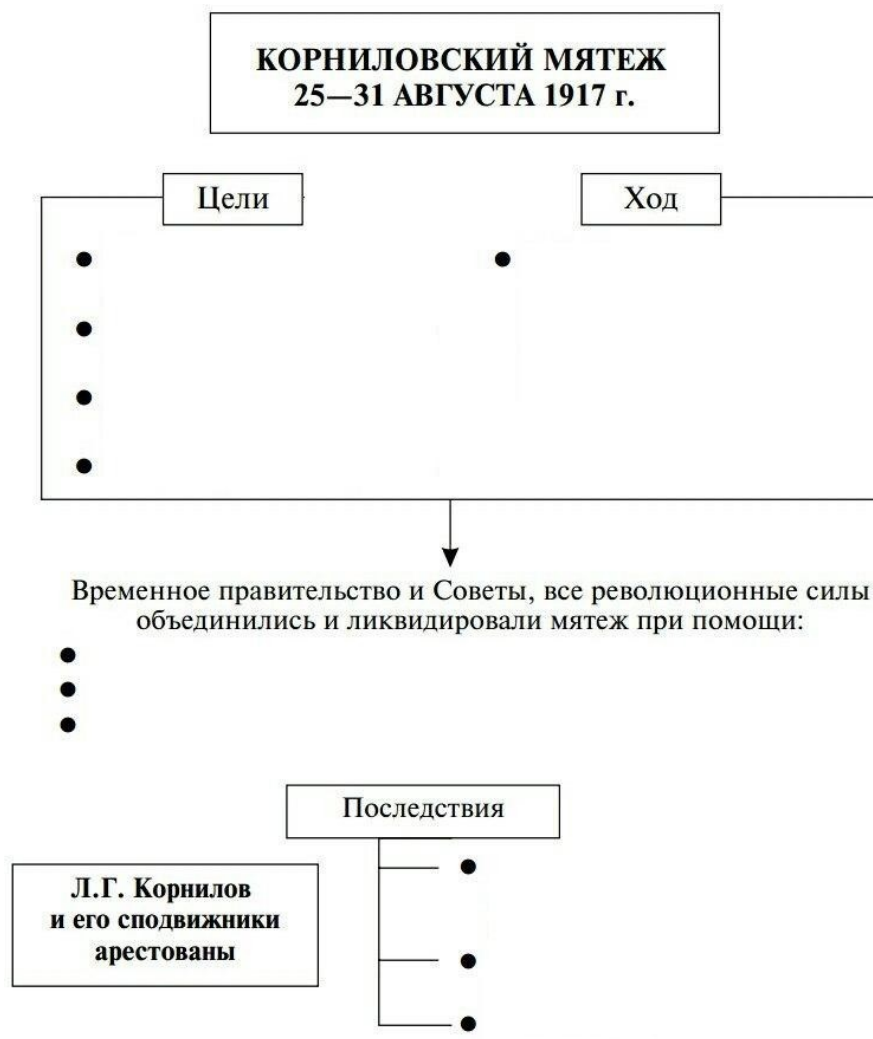 КОРНИЛОВСКИЙ МЯТЕЖ
25—31 АВГУСТА 1917 г.
Цели
Ход
Временное правительство и Советы, все революционные силы
объединились и ликвидировали мятеж при помощи:
Последствия
Л.Г. Корнилов
и его сподвижники
арестованы